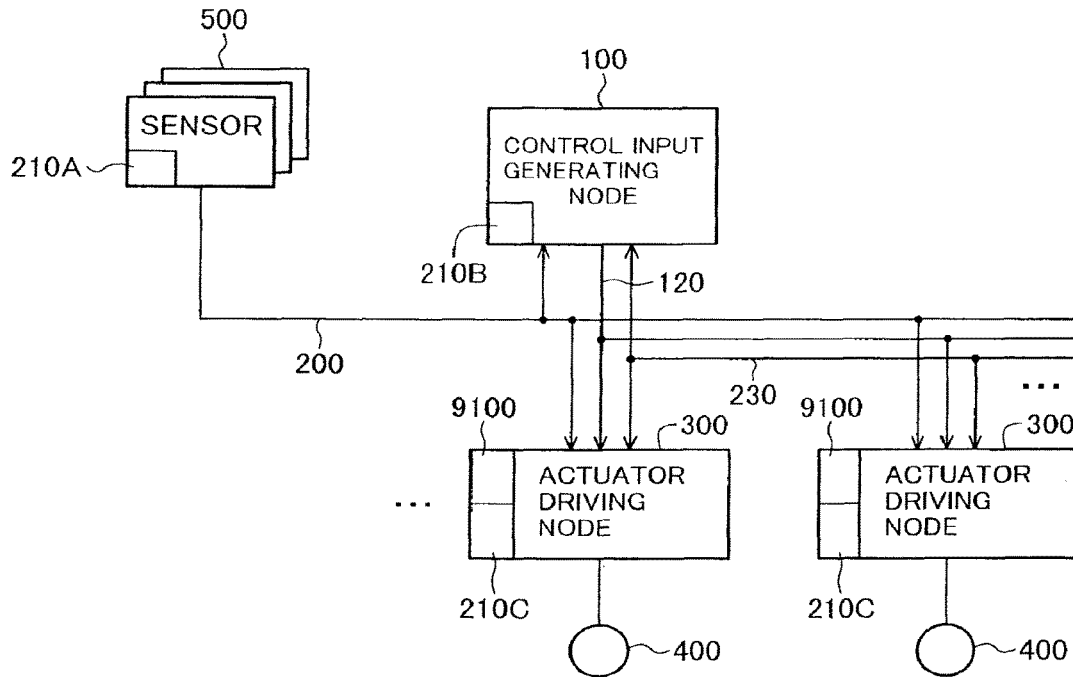 500
100
SENSOR
CONTROL INPUT
GENERATING
NODE
210A
210B
120
200
230
...
9100
300
9100
300
ACTUATOR
DRIVING
NODE
...
ACTUATOR
DRIVING
NODE
210C
210C
400
400